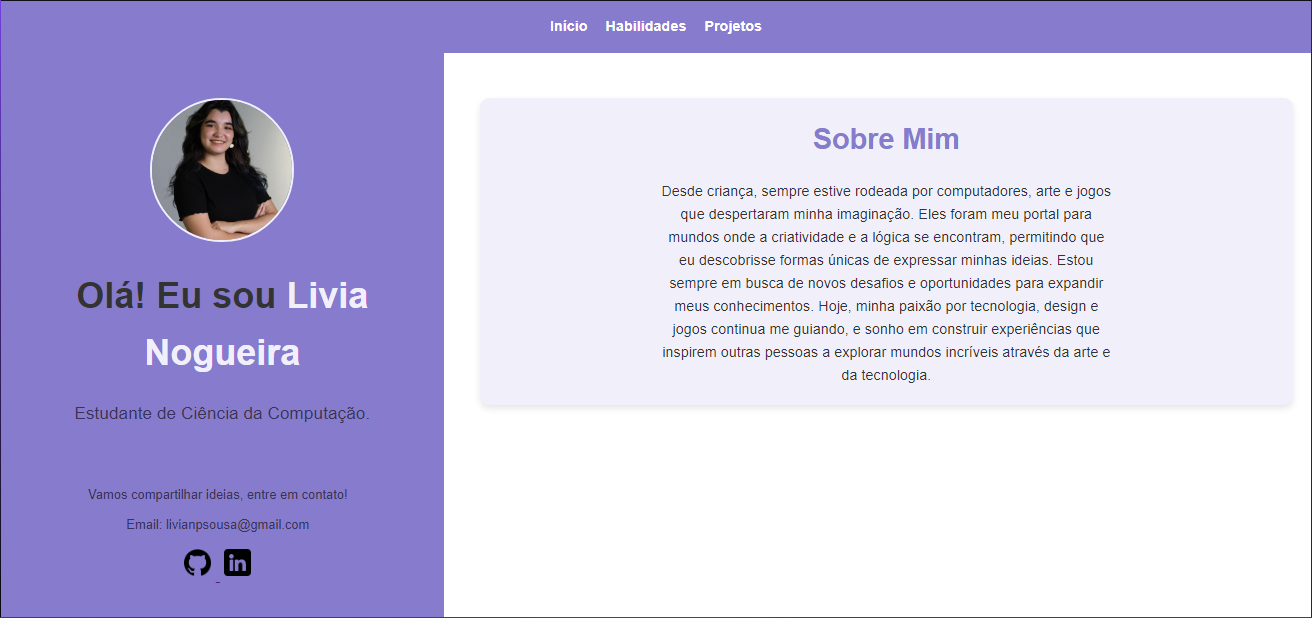 Início Habilidades Projetos
Olá! Eu sou Livia
Nogueira
Estudante de Ciência da Computação.
Vamos compartilhar ideias, entre em contato!
Email: livianpsousa@gmail.com
in
Sobre Mim
Desde criança, sempre estive rodeada por computadores, arte e jogos
que despertaram minha imaginação. Eles foram meu portal para
mundos onde a criatividade e a lógica se encontram, permitindo que
eu descobrisse formas únicas de expressar minhas ideias. Estou
sempre em busca de novos desafios e oportunidades para expandir
meus conhecimentos. Hoje, minha paixão por tecnologia, design e
jogos continua me guiando, e sonho em construir experiências que
inspirem outras pessoas a explorar mundos incríveis através da arte e
da tecnologia.